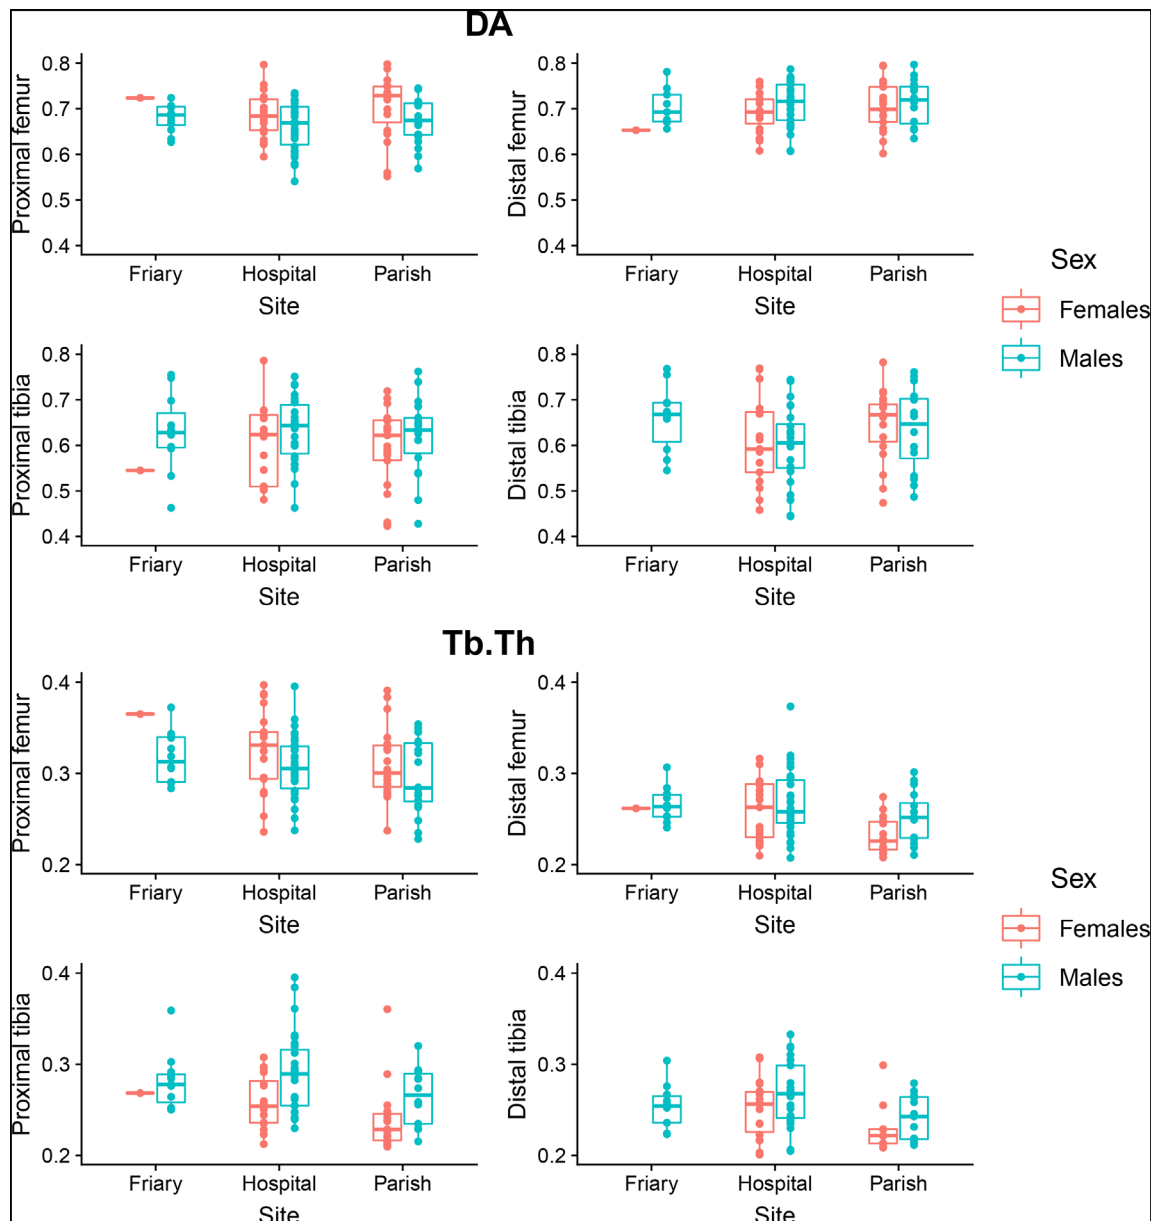 DA
Proximal femur
0.8
0.7
0.6
0.5
0.4
Friary Hospital Parish
Site
Distal femur
0.8
0.7
0.6
0.5
0.4
Friary Hospital Parish
Site
Proximal tibia
0.8
0.7
0.6
0.5
0.4
Friary Hospital Parish
Site
Distal tibia
0.8
0.7
0.6
0.5
0.4
Friary Hospital Parish
Site
Sex
Females
Males
Tb.Th
Proximal femur
0.4
0.3
0.2
Friary Hospital Parish
Site
Distal femur
0.4
0.3
0.2
Friary Hospital Parish
Site
Proximal tibia
0.4
0.3
0.2
Friary Hospital Parish
Site
Distal tibia
0.4
0.3
0.2
Friary Hospital Parish
Site
Sex
Females
Males